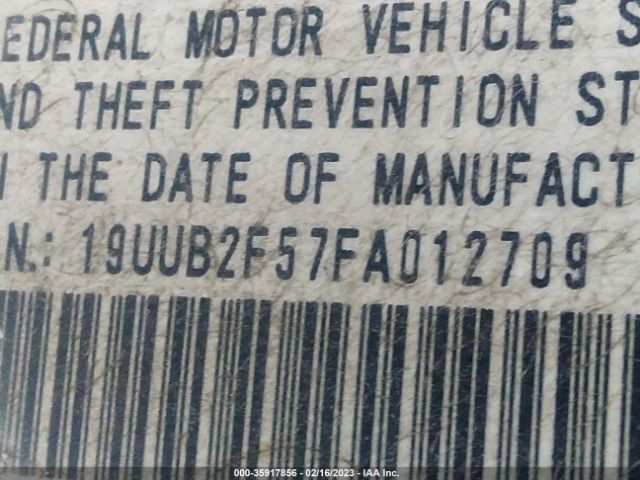 EDERAL MOTOR VEHICLE S
ND THEFT PREVENTION ST
THE DATE OF MANUFACT
N.: 19UUB2F57FA012709
000-35917856 - 02/16/2023 - IAA Inc.